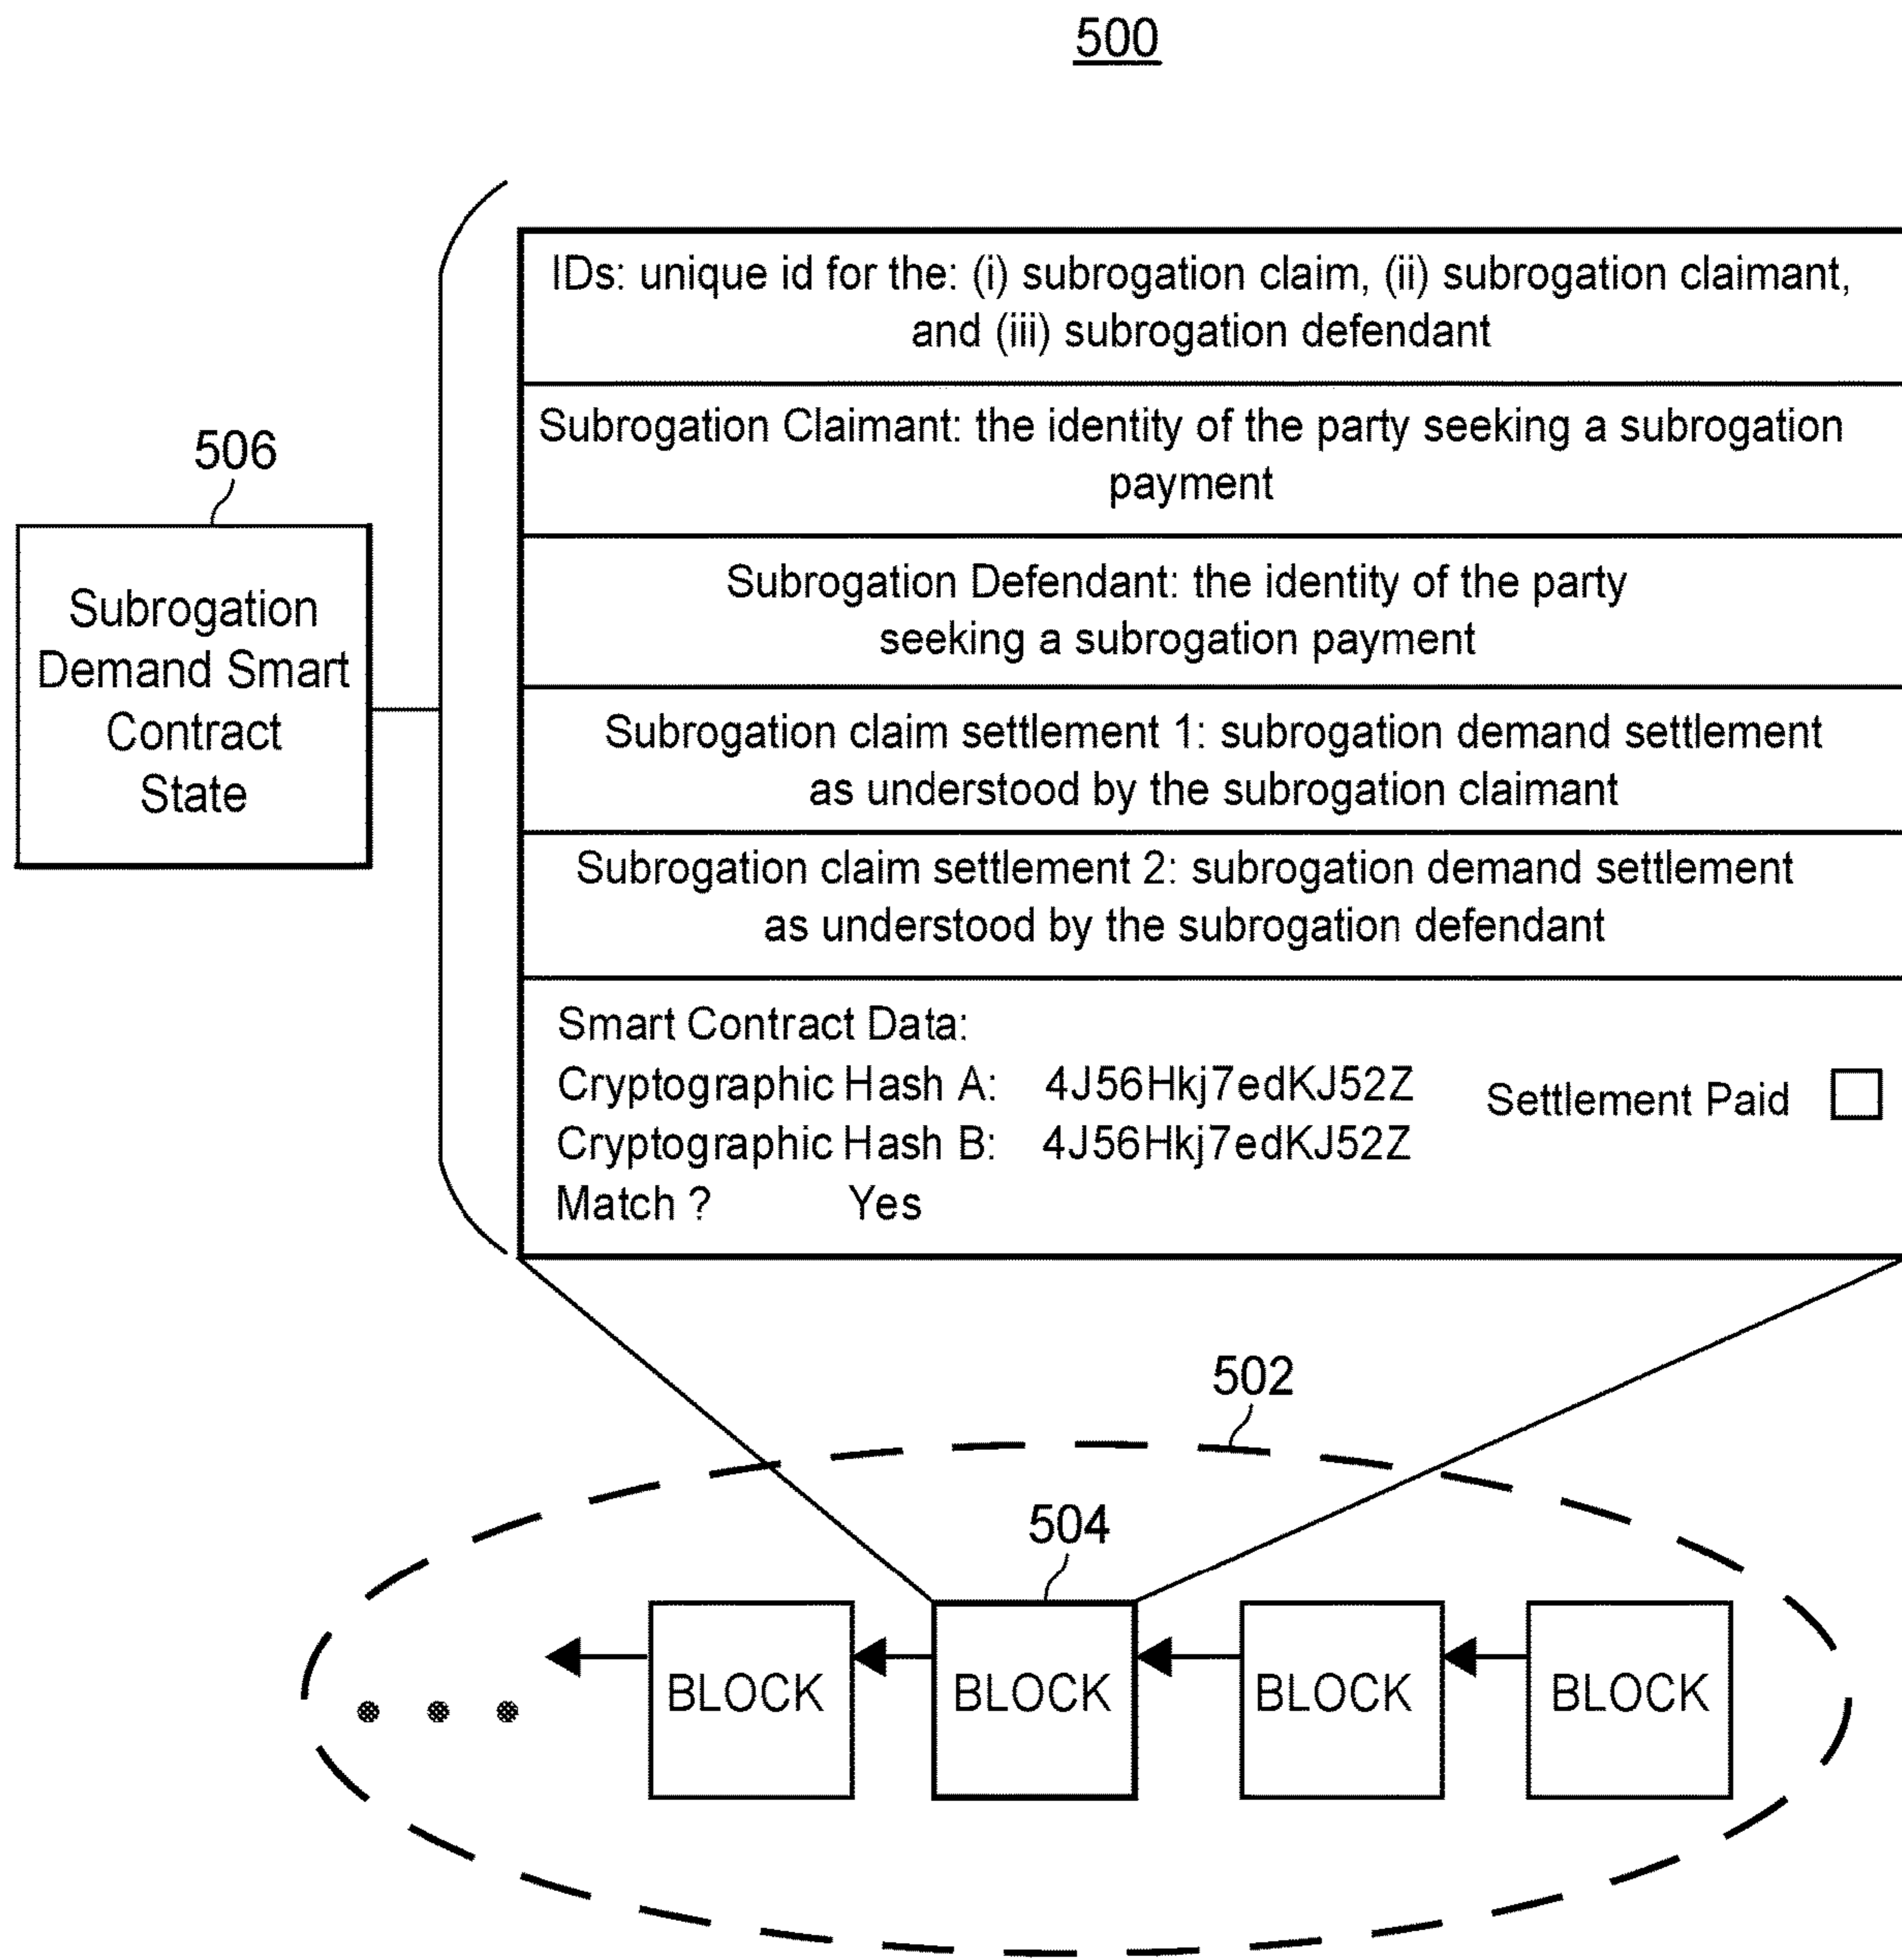 500
IDs: unique id for the: (i) subrogation claim, (ii) subrogation claimant,
and (iii) subrogation defendant
Subrogation Claimant: the identity of the party seeking a subrogation
payment
506
Subrogation
Demand Smart
Contract
State
Subrogation Defendant: the identity of the party
seeking a subrogation payment
Subrogation claim settlement 1: subrogation demand settlement
as understood by the subrogation claimant
Subrogation claim settlement 2: subrogation demand settlement
as understood by the subrogation defendant
Smart Contract Data:
Cryptographic Hash A: 4J56Hkj7edKJ52Z
Settlement Paid
Cryptographic Hash B: 4J56Hkj7edKJ52Z
Match ? Yes
502
504
BLOCK
BLOCK
BLOCK
BLOCK